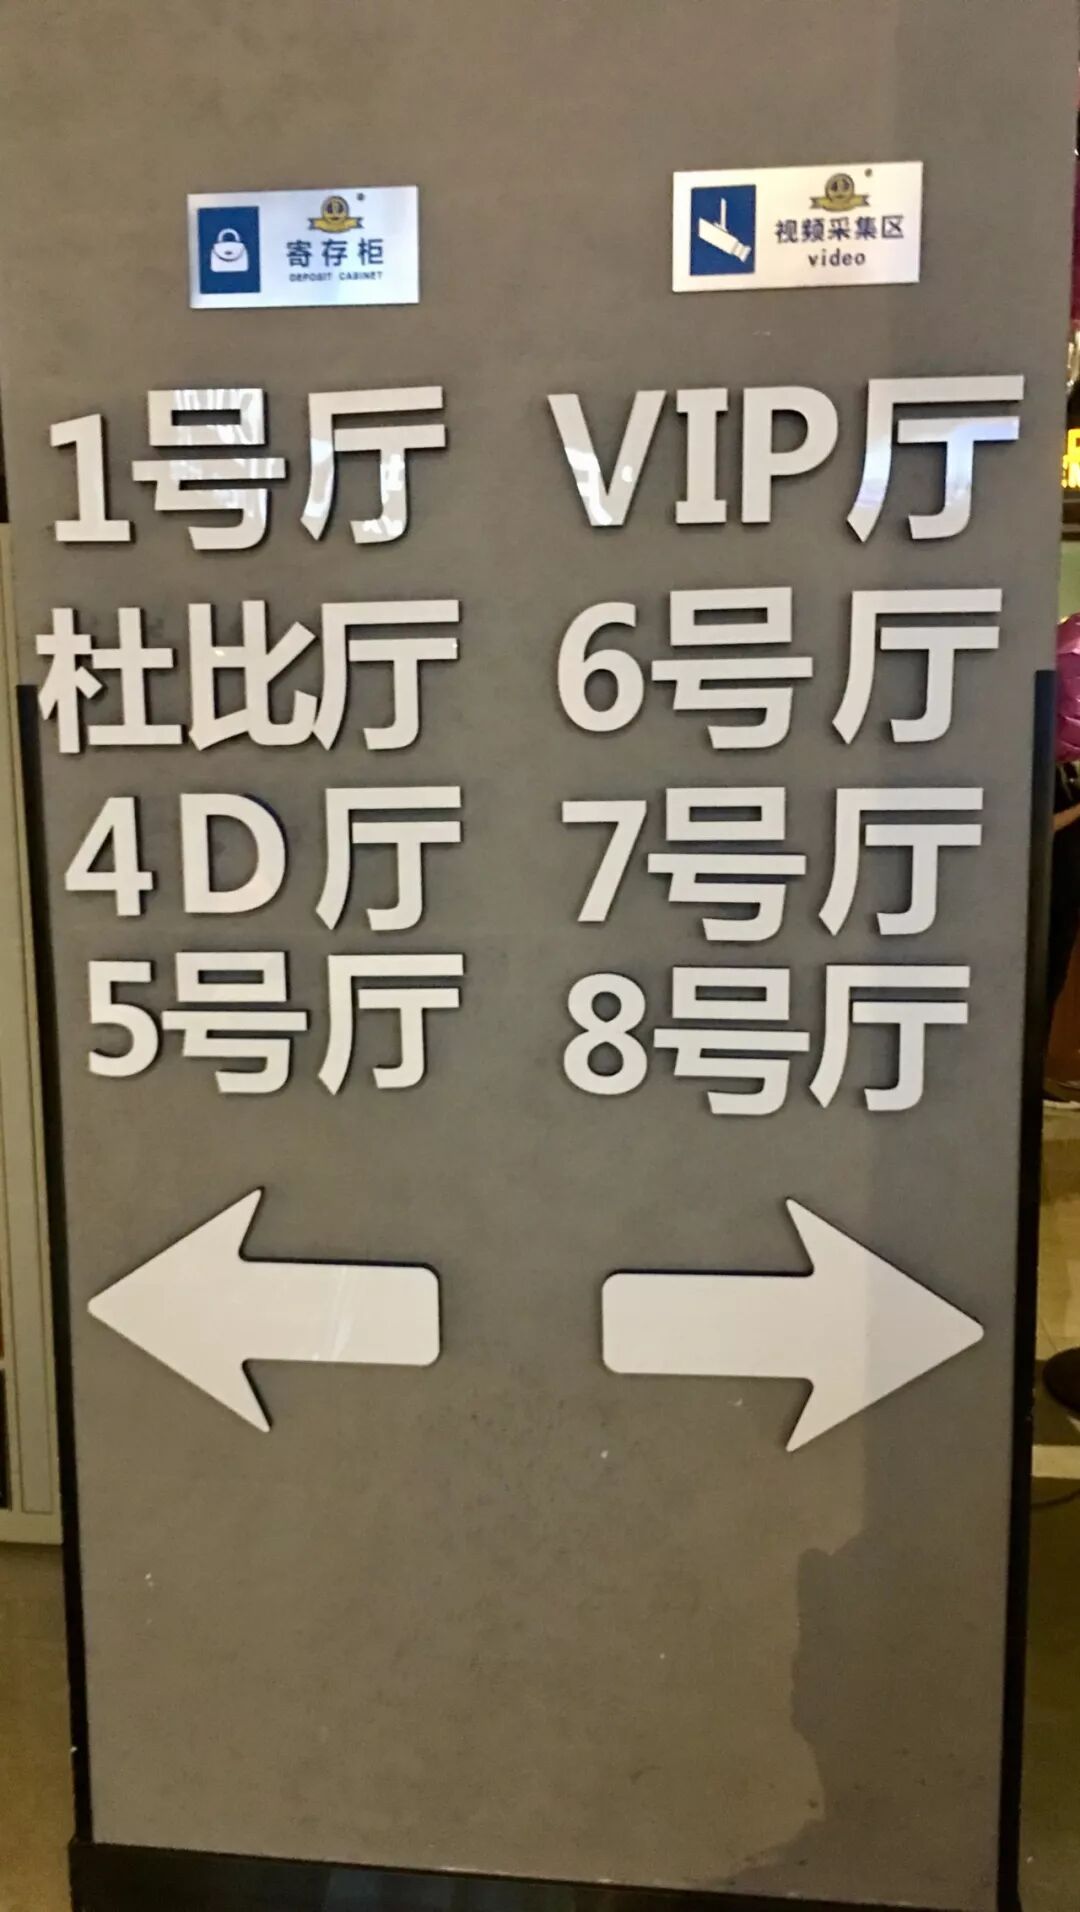 寄存柜
DEPOSIT CABINET
视频采集区
video
1号厅
杜比厅
4D厅
5号厅
VIP厅
6号厅
7号厅
8号厅